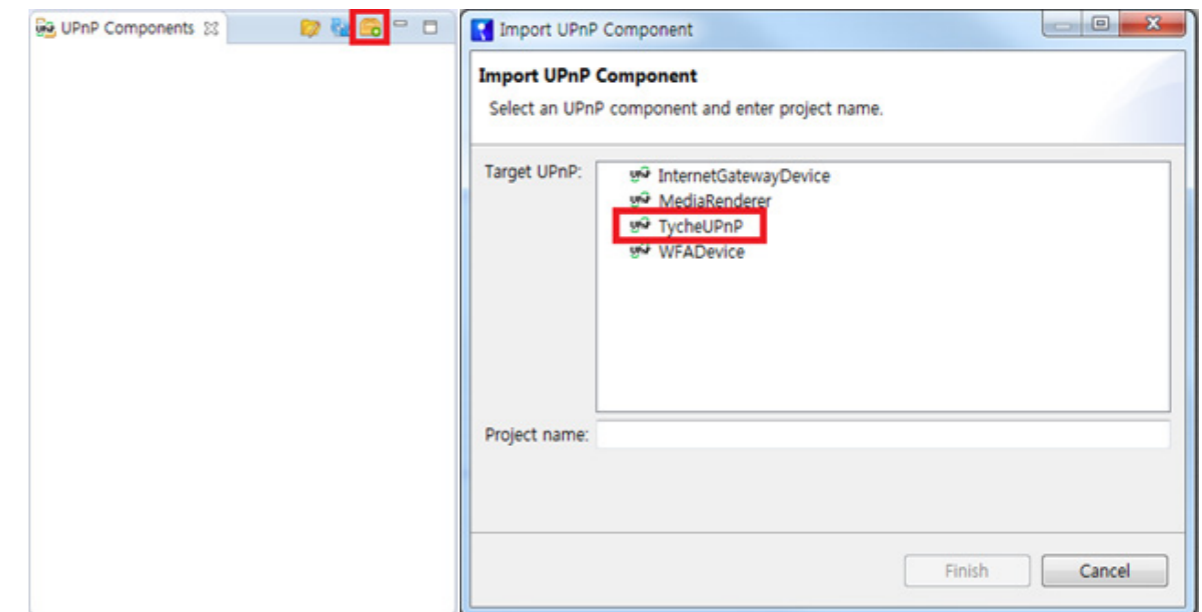 UPnP Components
Import UPnP Component
Import UPnP Component
Select an UPnP component and enter project name.
Target UPnP:
InternetGatewayDevice
MediaRenderer
TycheUPnP
WFADevice
Project name:
Finish
Cancel